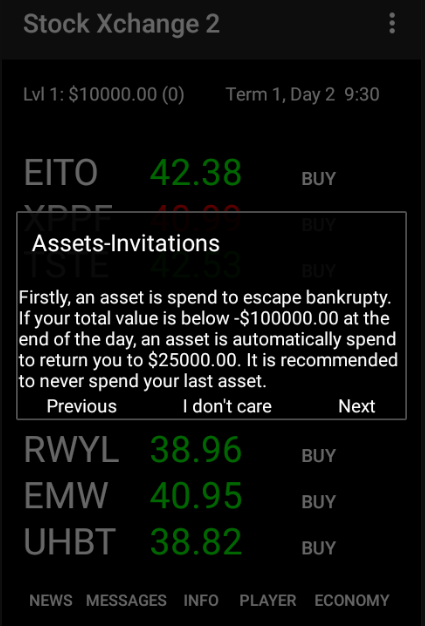 Stock Xchange 2
Lvl 1: $10000.00 (0) Term 1, Day 2 9:30
EITO 42.38 BUY
XPPF 40.99 BUY
Assets-Invitations
TSTE 42.53 BUY
Firstly, an asset is spend to escape bankrupty.
If your total value is below -$100000.00 at the
end of the day, an asset is automatically spend
to return you to $25000.00. It is recommended
to never spend your last asset.
Previous I don't care Next
RWYL 38.96 BUY
EMW 40.95 BUY
UHBT 38.82 BUY
NEWS MESSAGES INFO PLAYER ECONOMY